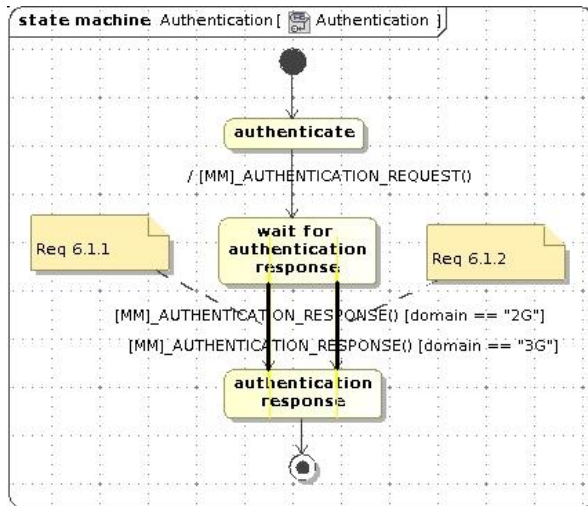 state machine Authentication [ Authentication ]
authenticate
/ [MM]_AUTHENTICATION_REQUEST()
wait for
authentication
response
Req 6.1.1
Req 6.1.2
[MM]_AUTHENTICATION_RESPONSE() [domain == "2G"]
[MM]_AUTHENTICATION_RESPONSE() [domain == "3G"]
authentication
response